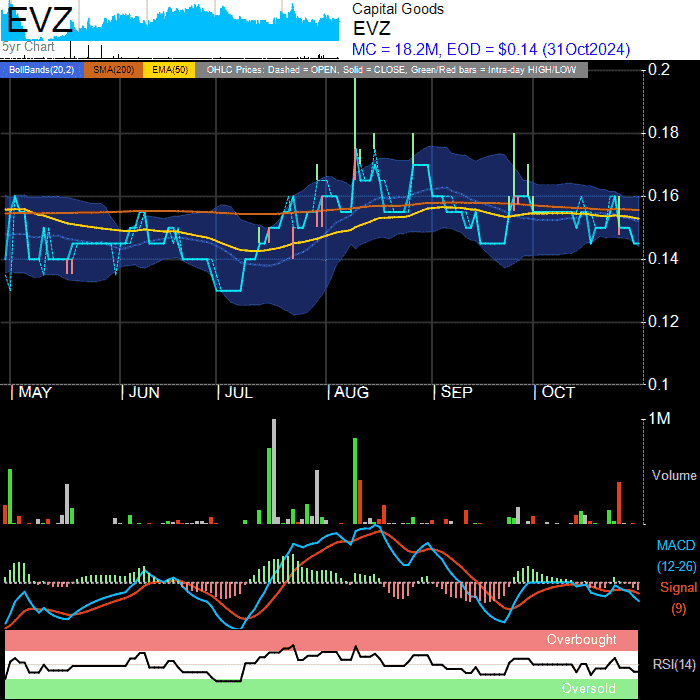 EVZ
5yr Chart
Capital Goods
EVZ
MC = 18.2M, EOD = $0.14 (31Oct2024)
BollBands(20,2) SMA(200) EMA(50) OHLC Prices: Dashed = OPEN, Solid = CLOSE, Green/Red bars = Intra-day HIGH/LOW
0.2
0.18
0.16
0.14
0.12
0.1
MAY JUN JUL AUG SEP OCT
1M
Volume
MACD
(12-26)
Signal
(9)
Overbought
RSI(14)
Oversold